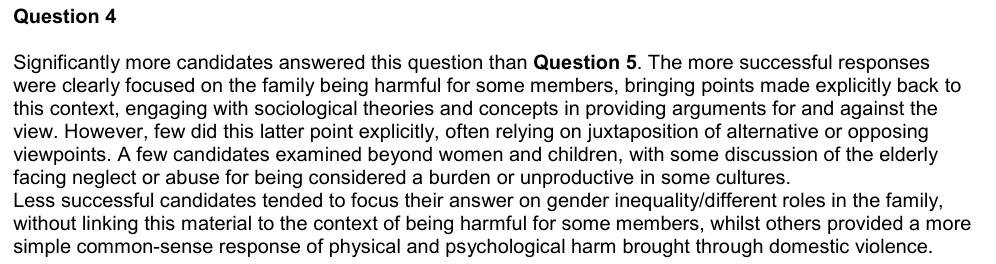 Question 4
Significantly more candidates answered this question than Question 5. The more successful responses
were clearly focused on the family being harmful for some members, bringing points made explicitly back to
this context, engaging with sociological theories and concepts in providing arguments for and against the
view. However, few did this latter point explicitly, often relying on juxtaposition of alternative or opposing
viewpoints. A few candidates examined beyond women and children, with some discussion of the elderly
facing neglect or abuse for being considered a burden or unproductive in some cultures.
Less successful candidates tended to focus their answer on gender inequality/different roles in the family,
without linking this material to the context of being harmful for some members, whilst others provided a more
simple common-sense response of physical and psychological harm brought through domestic violence.